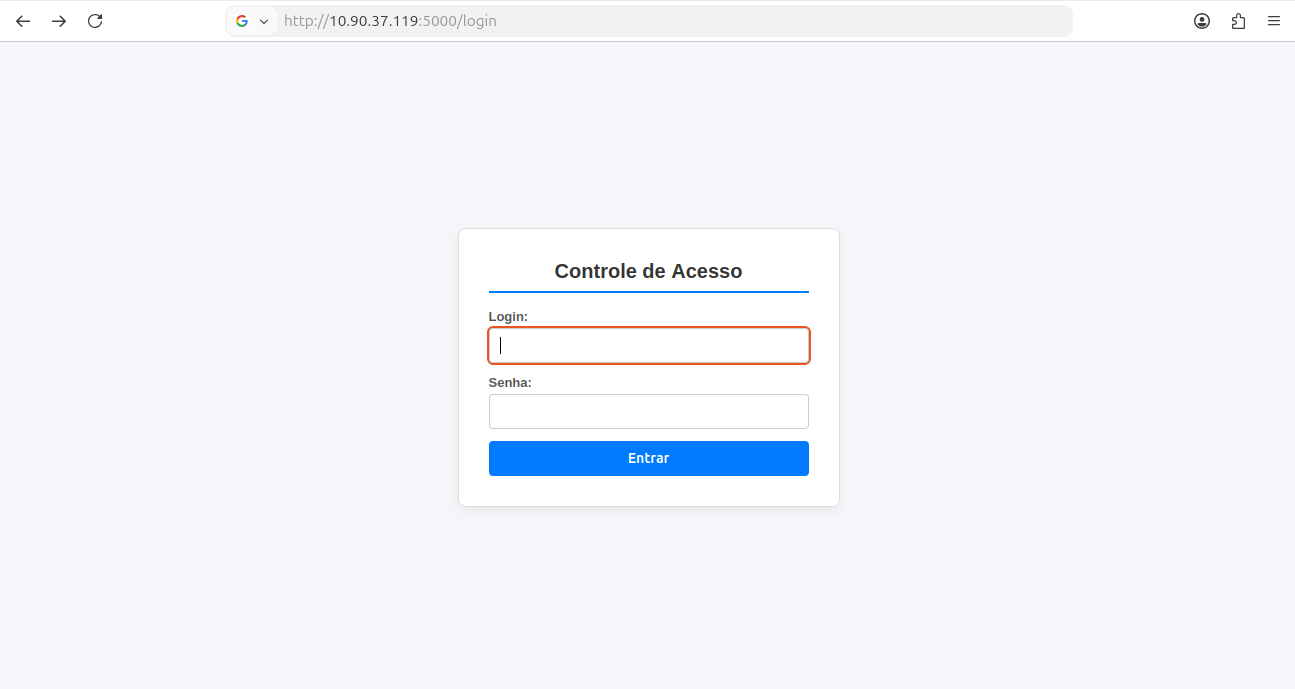 http://10.90.37.119:5000/login
Controle de Acesso
Login:
Senha:
Entrar